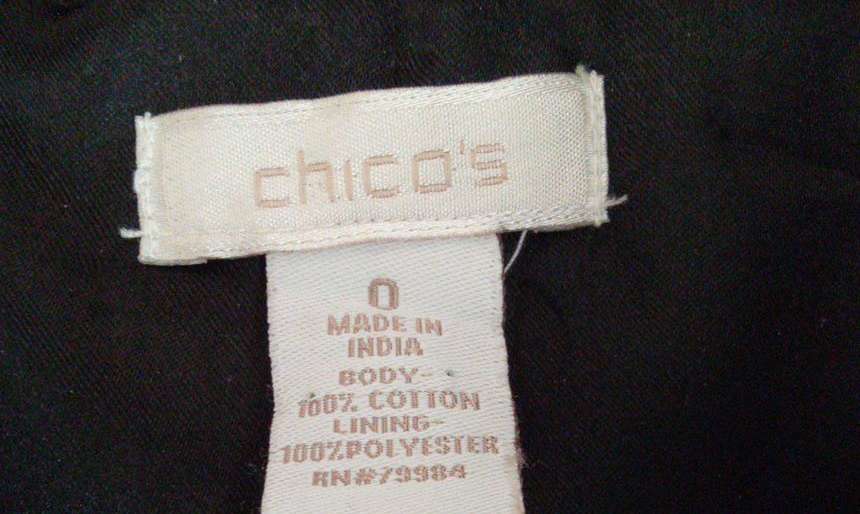 chico's
0
MADE IN
INDIA
BODY-
100% COTTON
LINING-
100%POLYESTER
RN#79984